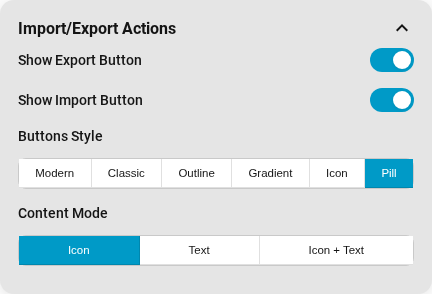 Import/Export Actions
Show Export Button
Show Import Button
Buttons Style
Modern Classic Outline Gradient Icon Pill
Content Mode
Icon Text Icon + Text